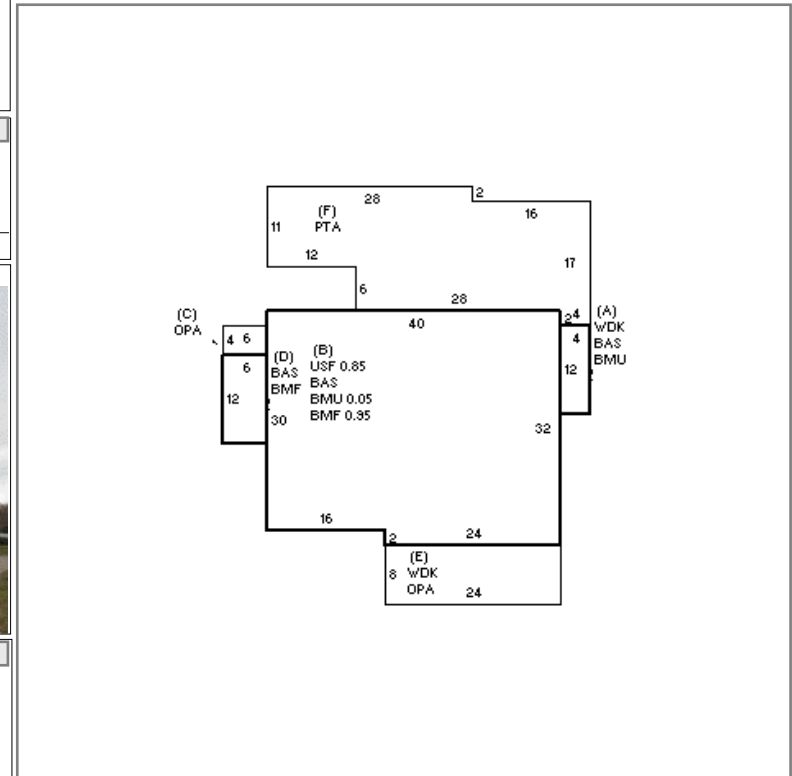 28
2
16
(F)
PTA
11
12
17
6
28
(C)
OPA
4 6
40
2 4
(A)
WDK
BAS
BMU
4
12
6
12
(D)
BAS
BMF
30
(B)
USF 0.85
BAS
BMU 0.05
BMF 0.95
32
16
2
24
(E)
WDK
OPA
8
24